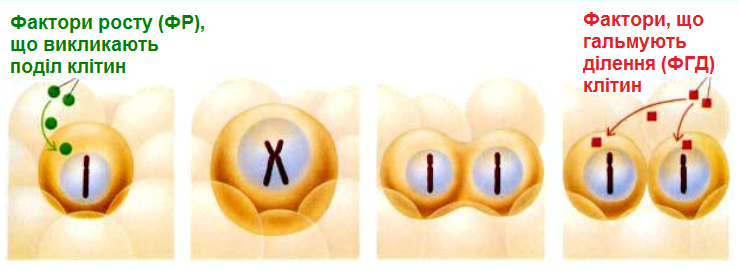 Фактори росту (ФР),
що викликають
поділ клітин
Фактори, що
гальмують
ділення (ФГД)
клітин